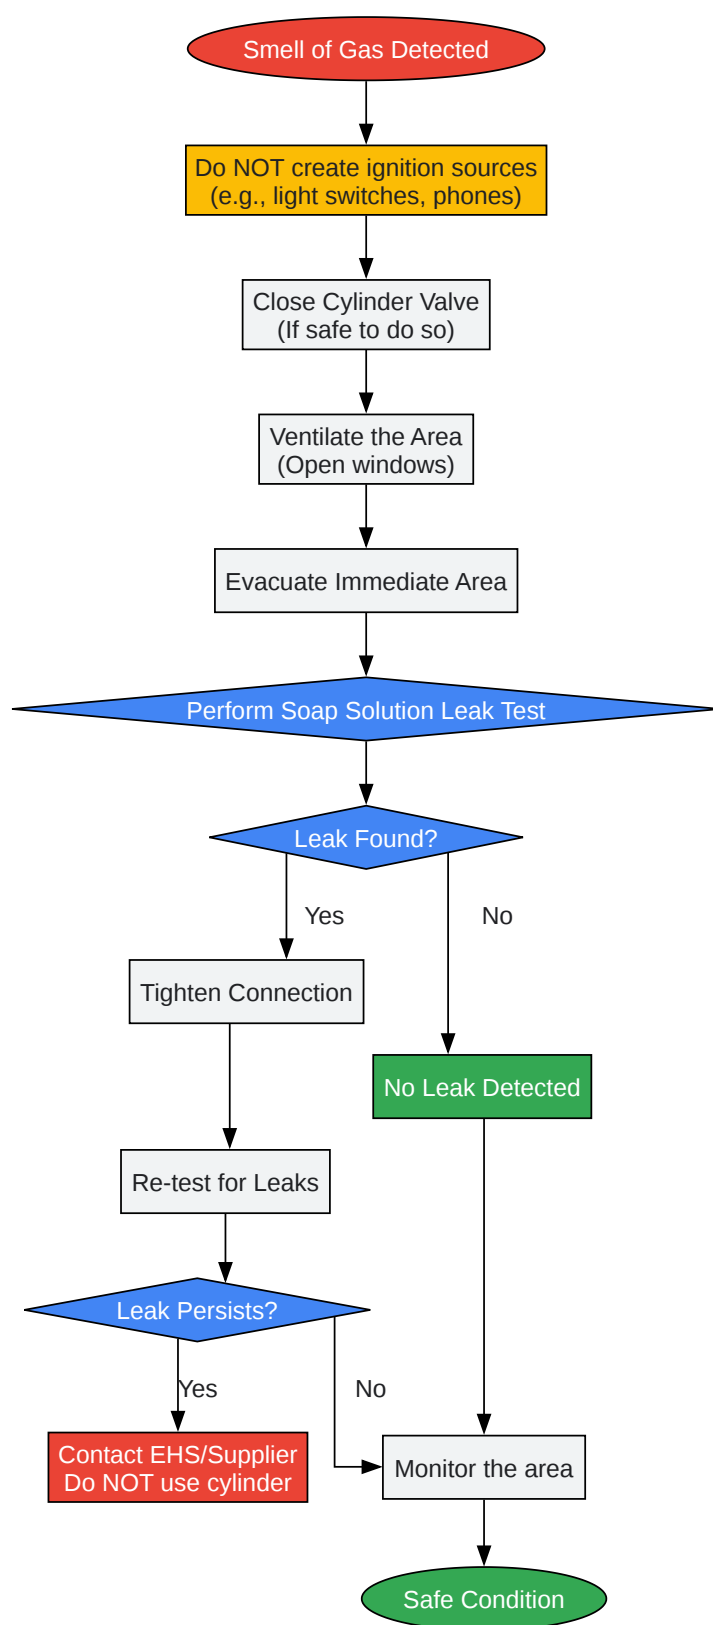 Smell of Gas Detected
Do NOT create ignition sources
(e.g., light switches, phones)
Close Cylinder Valve
(If safe to do so)
Ventilate the Area
(Open windows)
Evacuate Immediate Area
Perform Soap Solution Leak Test
Leak Found?
Yes
No
Tighten Connection
No Leak Detected
Re-test for Leaks
Leak Persists?
Yes
No
Contact EHS/Supplier
Do NOT use cylinder
Monitor the area
Safe Condition